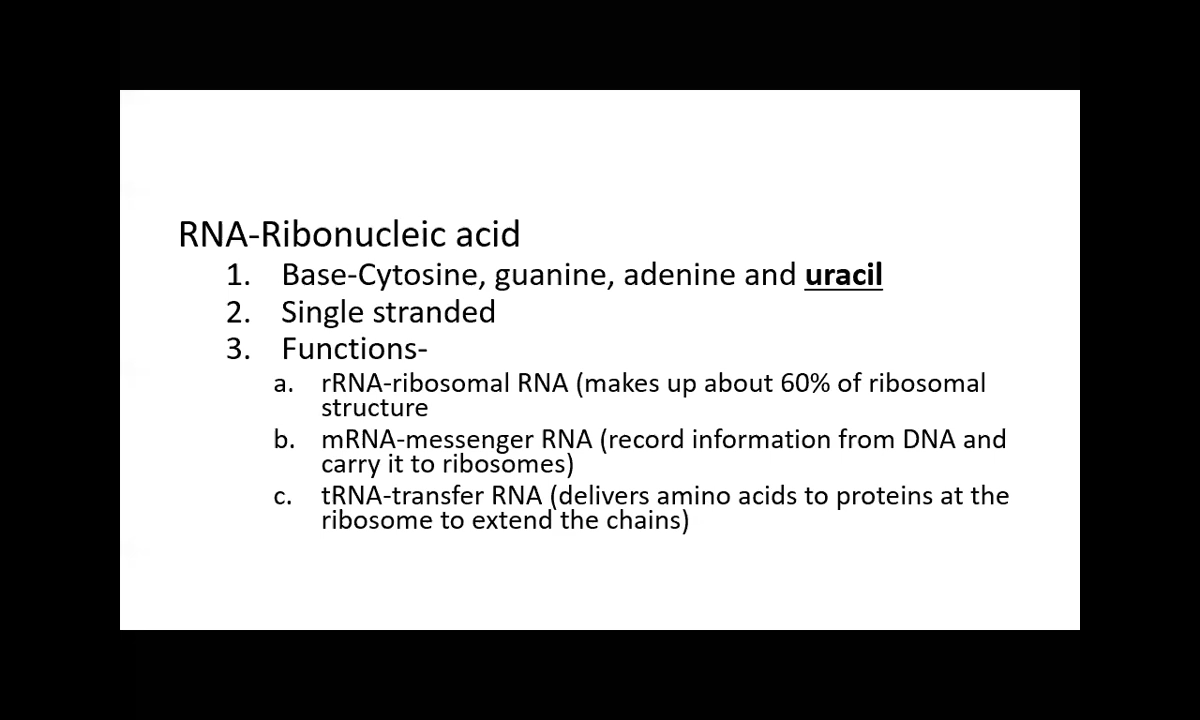 RNA-Ribonucleic acid
1. Base-Cytosine, guanine, adenine and uracil
2. Single stranded
3. Functions-
a. rRNA-ribosomal RNA (makes up about 60% of ribosomal
structure
b. mRNA-messenger RNA (record information from DNA and
carry it to ribosomes)
c. tRNA-transfer RNA (delivers amino acids to proteins at the
ribosome to extend the chains)